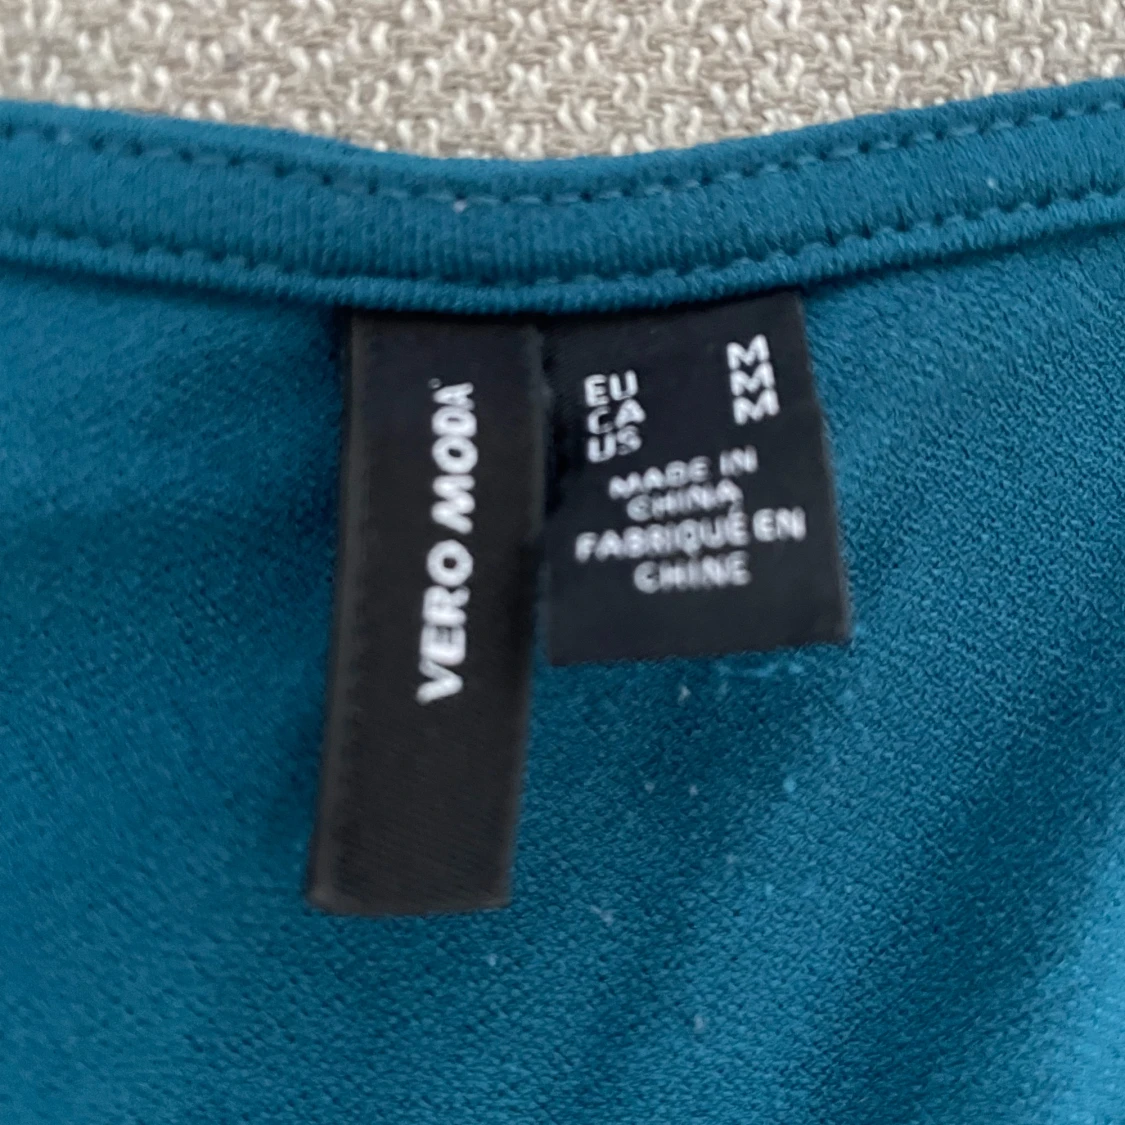 VERO MODA
EU M
CA M
US M
MADE IN
CHINA
FABRIQUÉ EN
CHINE